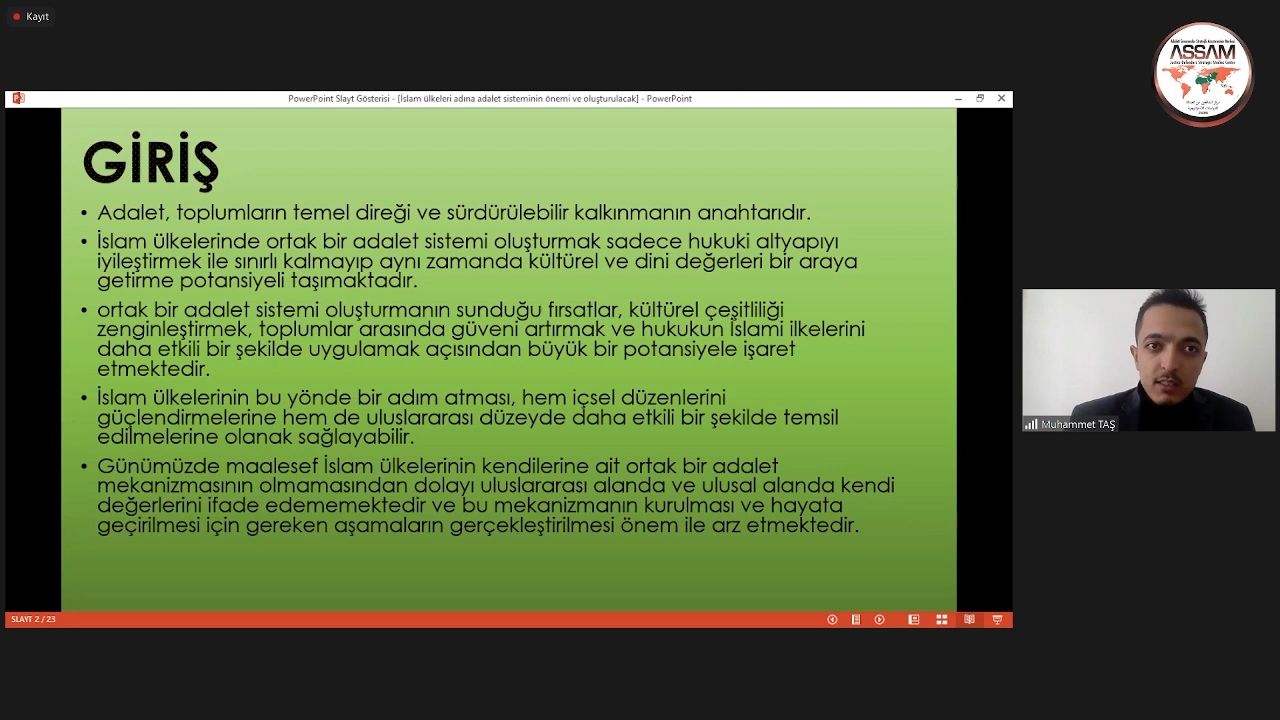 Kayıt
ASSAM
PowerPoint Slayt Gösterisi - [İslam ülkeleri adına adalet sisteminin önemi ve oluşturulacak] - PowerPoint
GİRİŞ
• Adalet, toplumların temel direği ve sürdürülebilir kalkınmanın anahtarıdır.
• İslam ülkelerinde ortak bir adalet sistemi oluşturmak sadece hukuki altyapıyı
iyileştirmek ile sınırlı kalmayıp aynı zamanda kültürel ve dini değerleri bir araya
getirme potansiyeli taşımaktadır.
• ortak bir adalet sistemi oluşturmanın sunduğu fırsatlar, kültürel çeşitliliği
zenginleştirmek, toplumlar arasında güveni artırmak ve hukukun İslami ilkelerini
daha etkili bir şekilde uygulamak açısından büyük bir potansiyele işaret
etmektedir.
• İslam ülkelerinin bu yönde bir adım atması, hem içsel düzenlerini
güçlendirmelerine hem de uluslararası düzeyde daha etkili bir şekilde temsil
edilmelerine olanak sağlayabilir.
• Günümüzde maalesef İslam ülkelerinin kendilerine ait ortak bir adalet
mekanizmasının olmamasından dolayı uluslararası alanda ve ulusal alanda kendi
değerlerini ifade edememektedir ve bu mekanizmanın kurulması ve hayata
geçirilmesi için gereken aşamaların gerçekleştirilmesi önem ile arz etmektedir.
Muhammet TAŞ
SLAYT 2 / 23